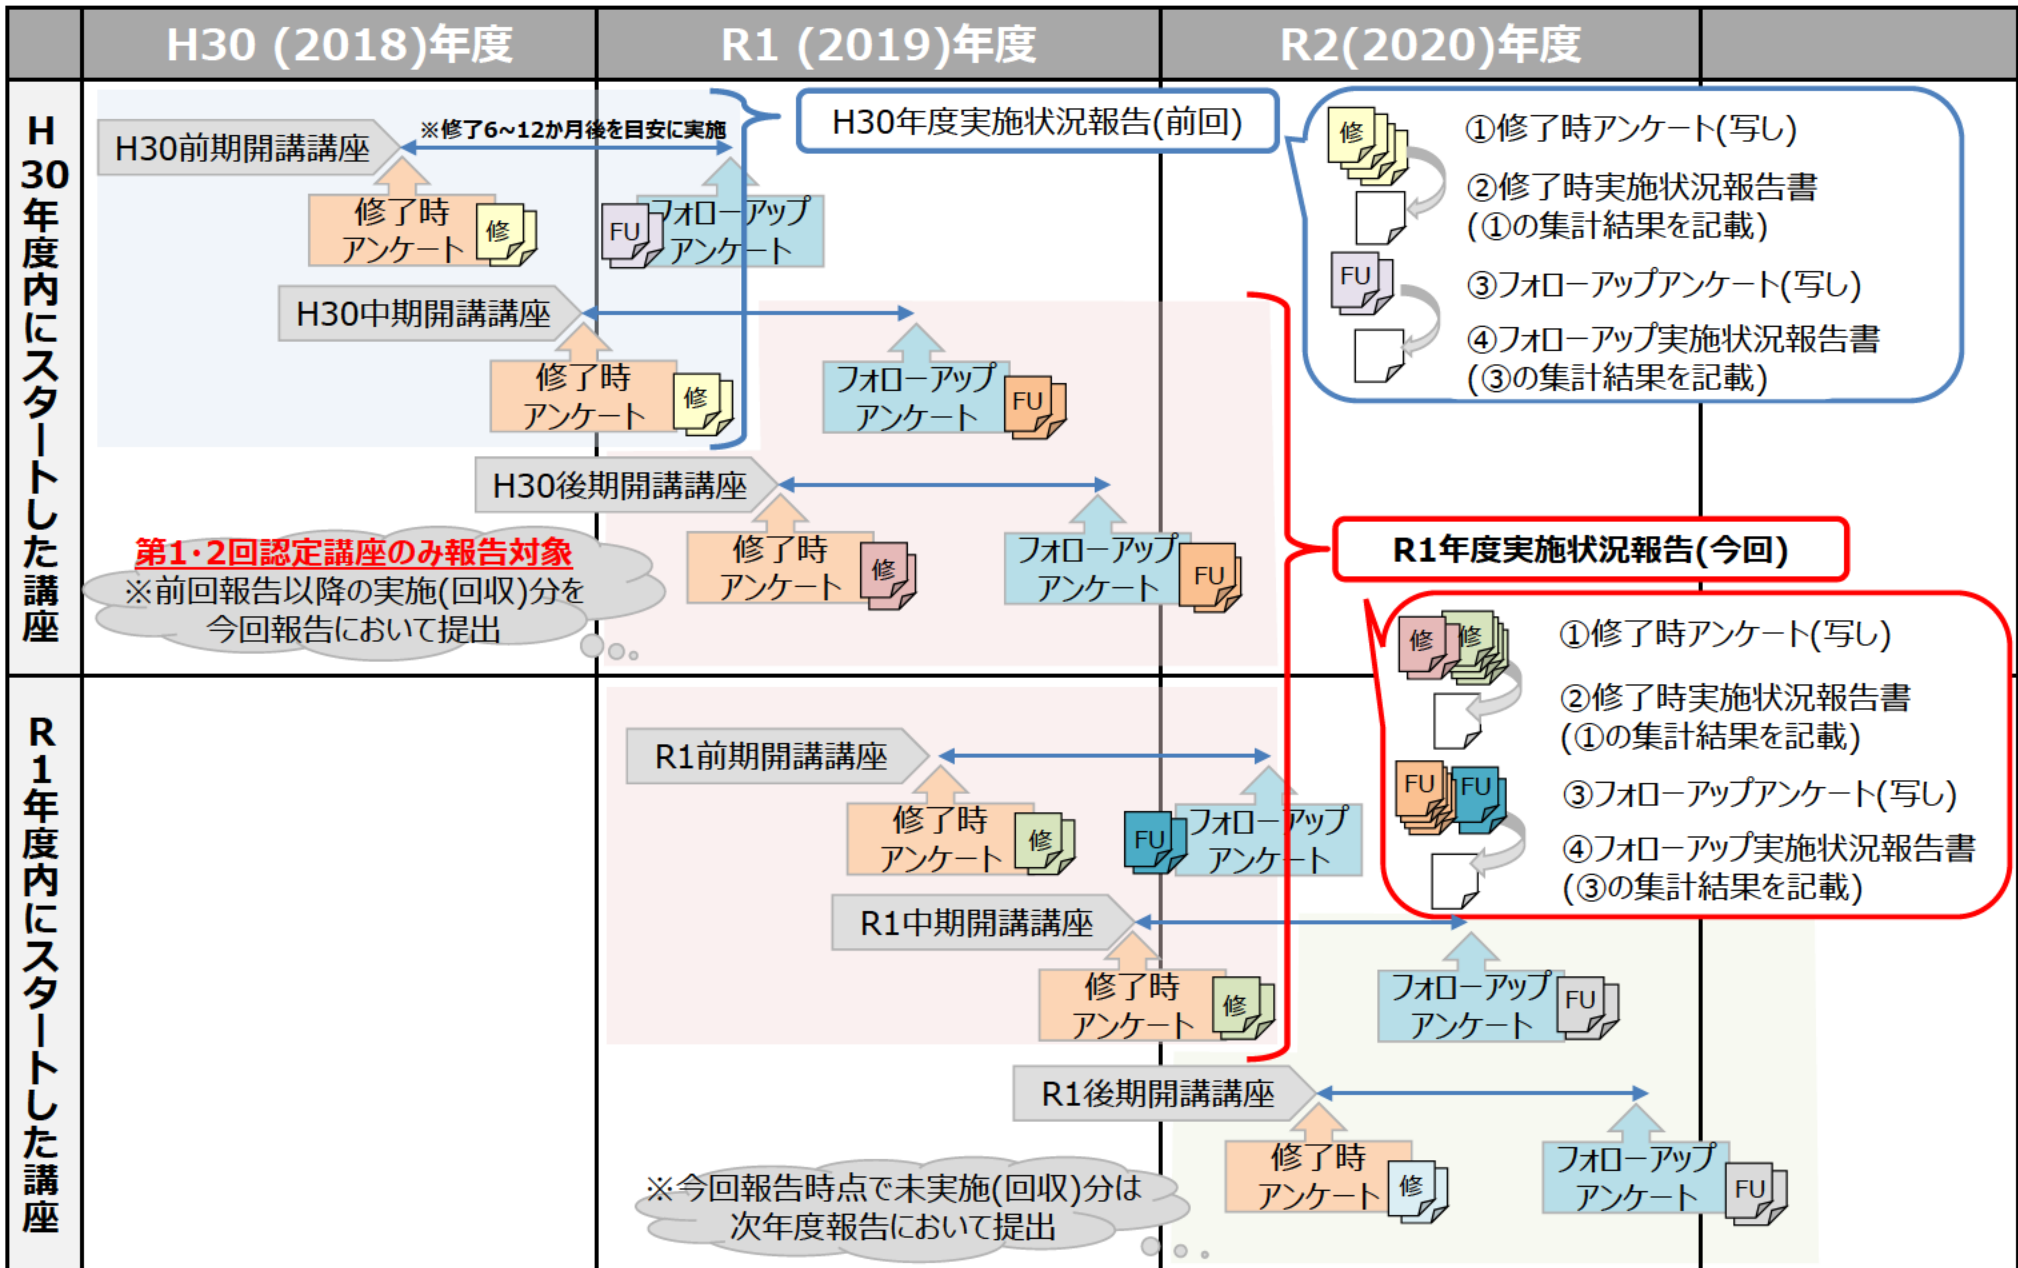 H30 (2018)年度
R1 (2019)年度
R2(2020)年度
H30年度内にスタートした講座
H30前期開講講座
※修了6~12か月後を目安に実施
修了時
アンケート
修
FU
フォローアップ
アンケート
H30年度実施状況報告(前回)
修
①修了時アンケート(写し)
②修了時実施状況報告書
(①の集計結果を記載)
FU
③フォローアップアンケート(写し)
④フォローアップ実施状況報告書
(③の集計結果を記載)
H30中期開講講座
修了時
アンケート
修
フォローアップ
アンケート
FU
H30後期開講講座
修了時
アンケート
修
フォローアップ
アンケート
FU
第1・2回認定講座のみ報告対象
※前回報告以降の実施(回収)分を
今回報告において提出
R1年度実施状況報告(今回)
修
修
①修了時アンケート(写し)
②修了時実施状況報告書
(①の集計結果を記載)
FU
FU
③フォローアップアンケート(写し)
④フォローアップ実施状況報告書
(③の集計結果を記載)
R1年度内にスタートした講座
R1前期開講講座
修了時
アンケート
修
FU
フォローアップ
アンケート
R1中期開講講座
修了時
アンケート
修
フォローアップ
アンケート
FU
R1後期開講講座
修了時
アンケート
修
フォローアップ
アンケート
FU
※今回報告時点で未実施(回収)分は
次年度報告において提出